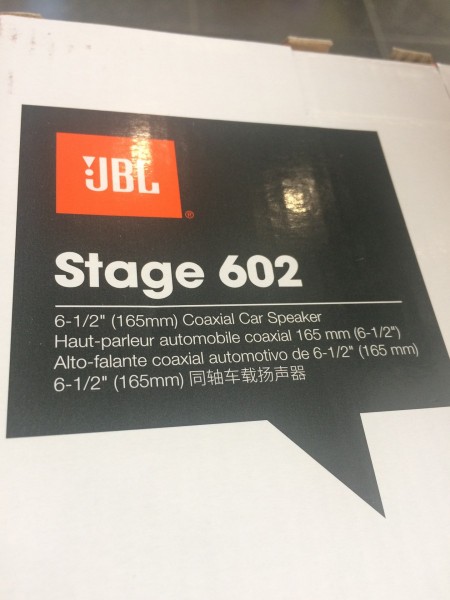 JBL®
Stage 602
6-1/2" (165mm) Coaxial Car Speaker
Haut-parleur automobile coaxial 165 mm (6-1/2")
Alto-falante coaxial automotivo de 6-1/2" (165 mm)
6-1/2" (165mm) 同轴车载扬声器